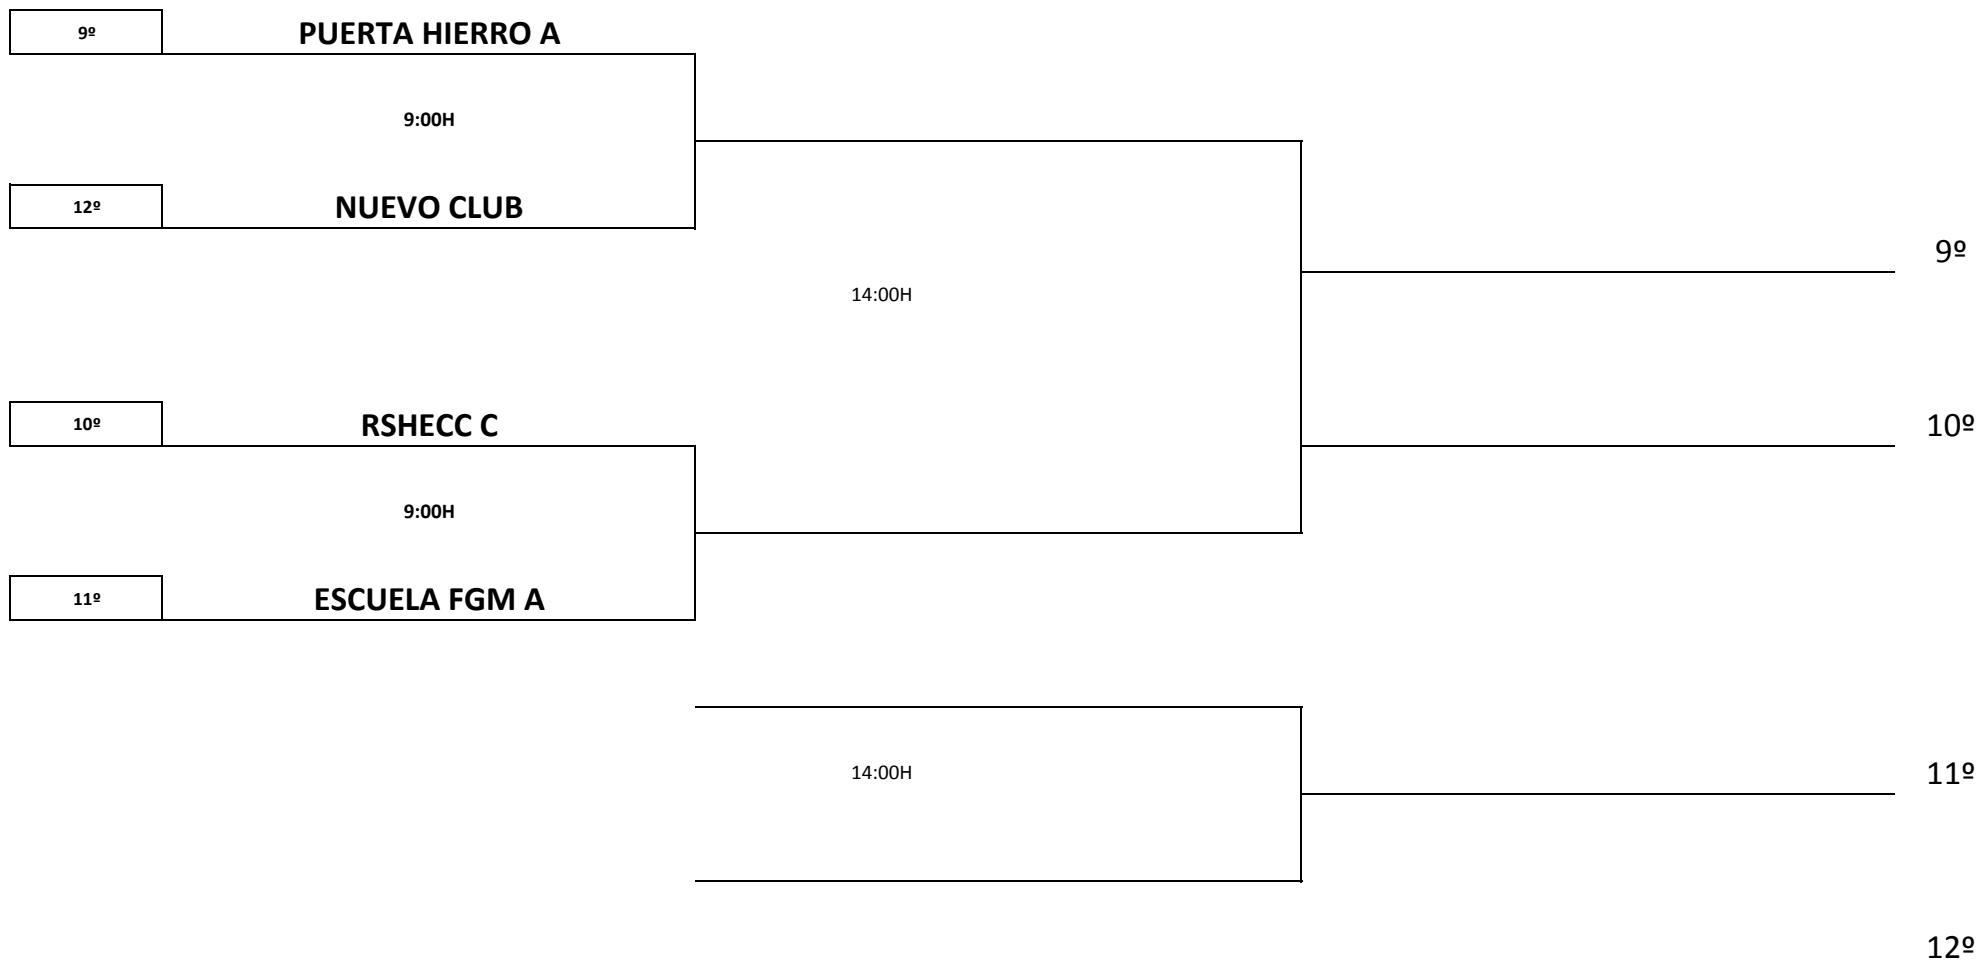 9º PUERTA HIERRO A
9:00H
12º NUEVO CLUB
9º
14:00H
10º RSHECC C
10º
9:00H
11º ESCUELA FGM A
14:00H
11º
12º